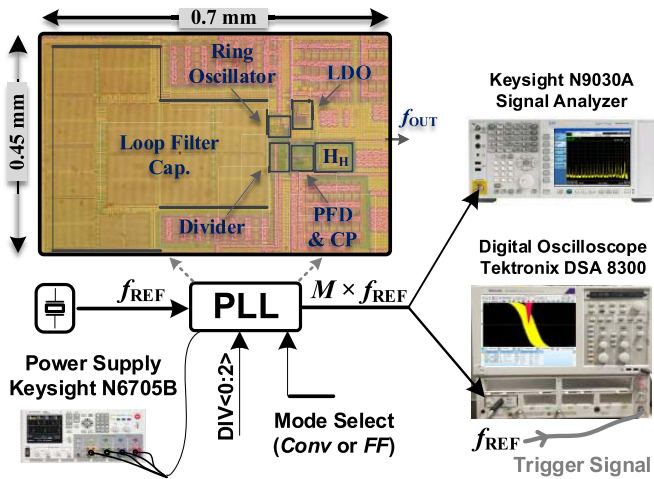 0.7 mm
0.45 mm
Ring
Oscillator
LDO
fOUT
Loop Filter
Cap.
HH
Divider
PFD
& CP
Keysight N9030A
Signal Analyzer
Digital Oscilloscope
Tektronix DSA 8300
fREF
PLL
M × fREF
Power Supply
Keysight N6705B
DIV<0:2>
Mode Select
(Conv or FF)
fREF
Trigger Signal